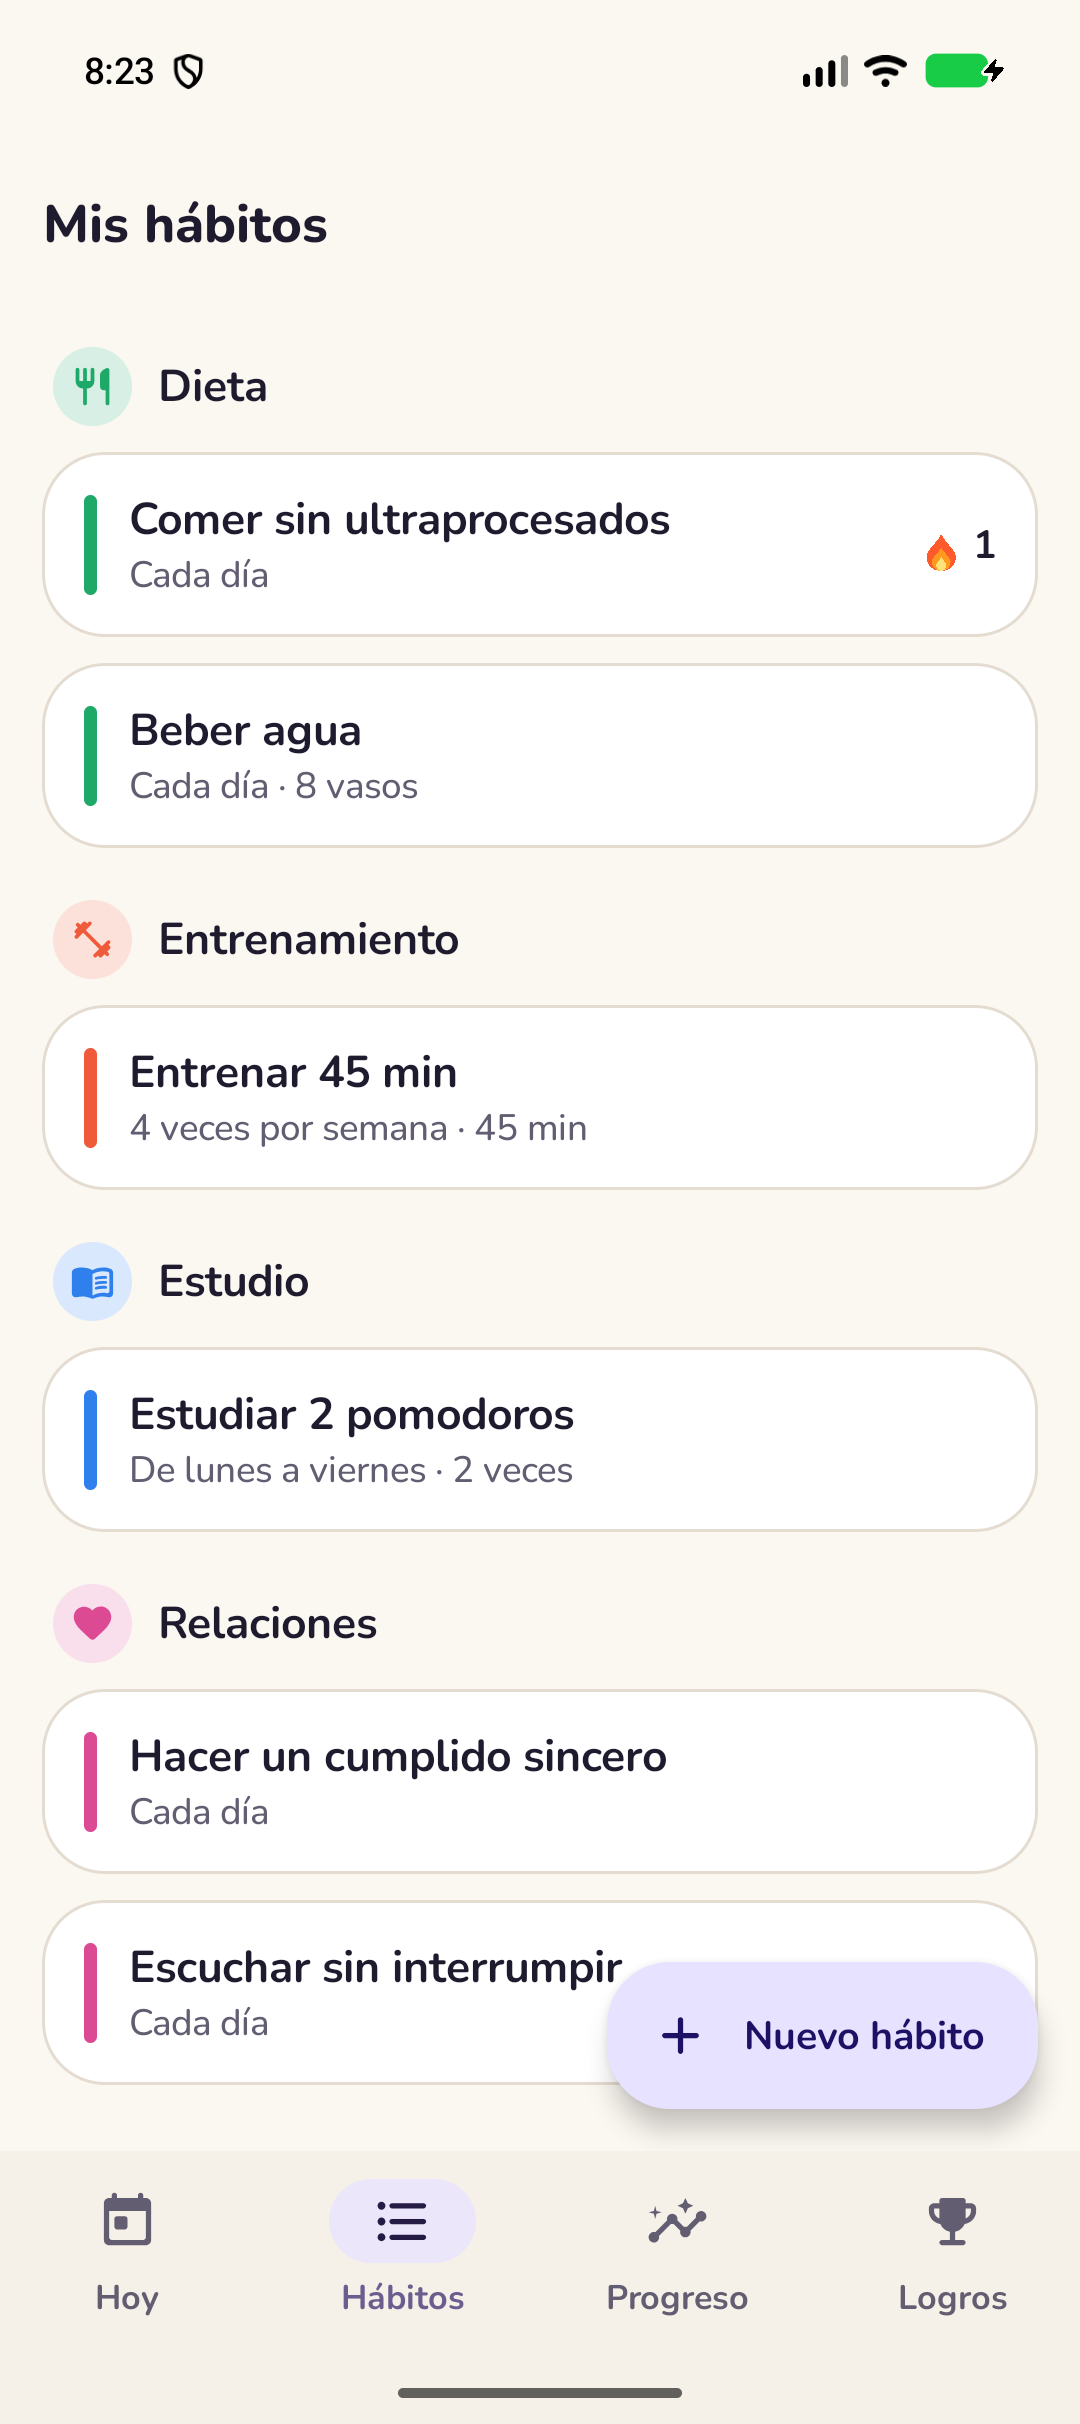 8:23
Mis hábitos
Dieta
Comer sin ultraprocesados
Cada día
1
Beber agua
Cada día · 8 vasos
Entrenamiento
Entrenar 45 min
4 veces por semana · 45 min
Estudio
Estudiar 2 pomodoros
De lunes a viernes · 2 veces
Relaciones
Hacer un cumplido sincero
Cada día
Escuchar sin interrumpir
Cada día
Nuevo hábito
Hoy
Hábitos
Progreso
Logros